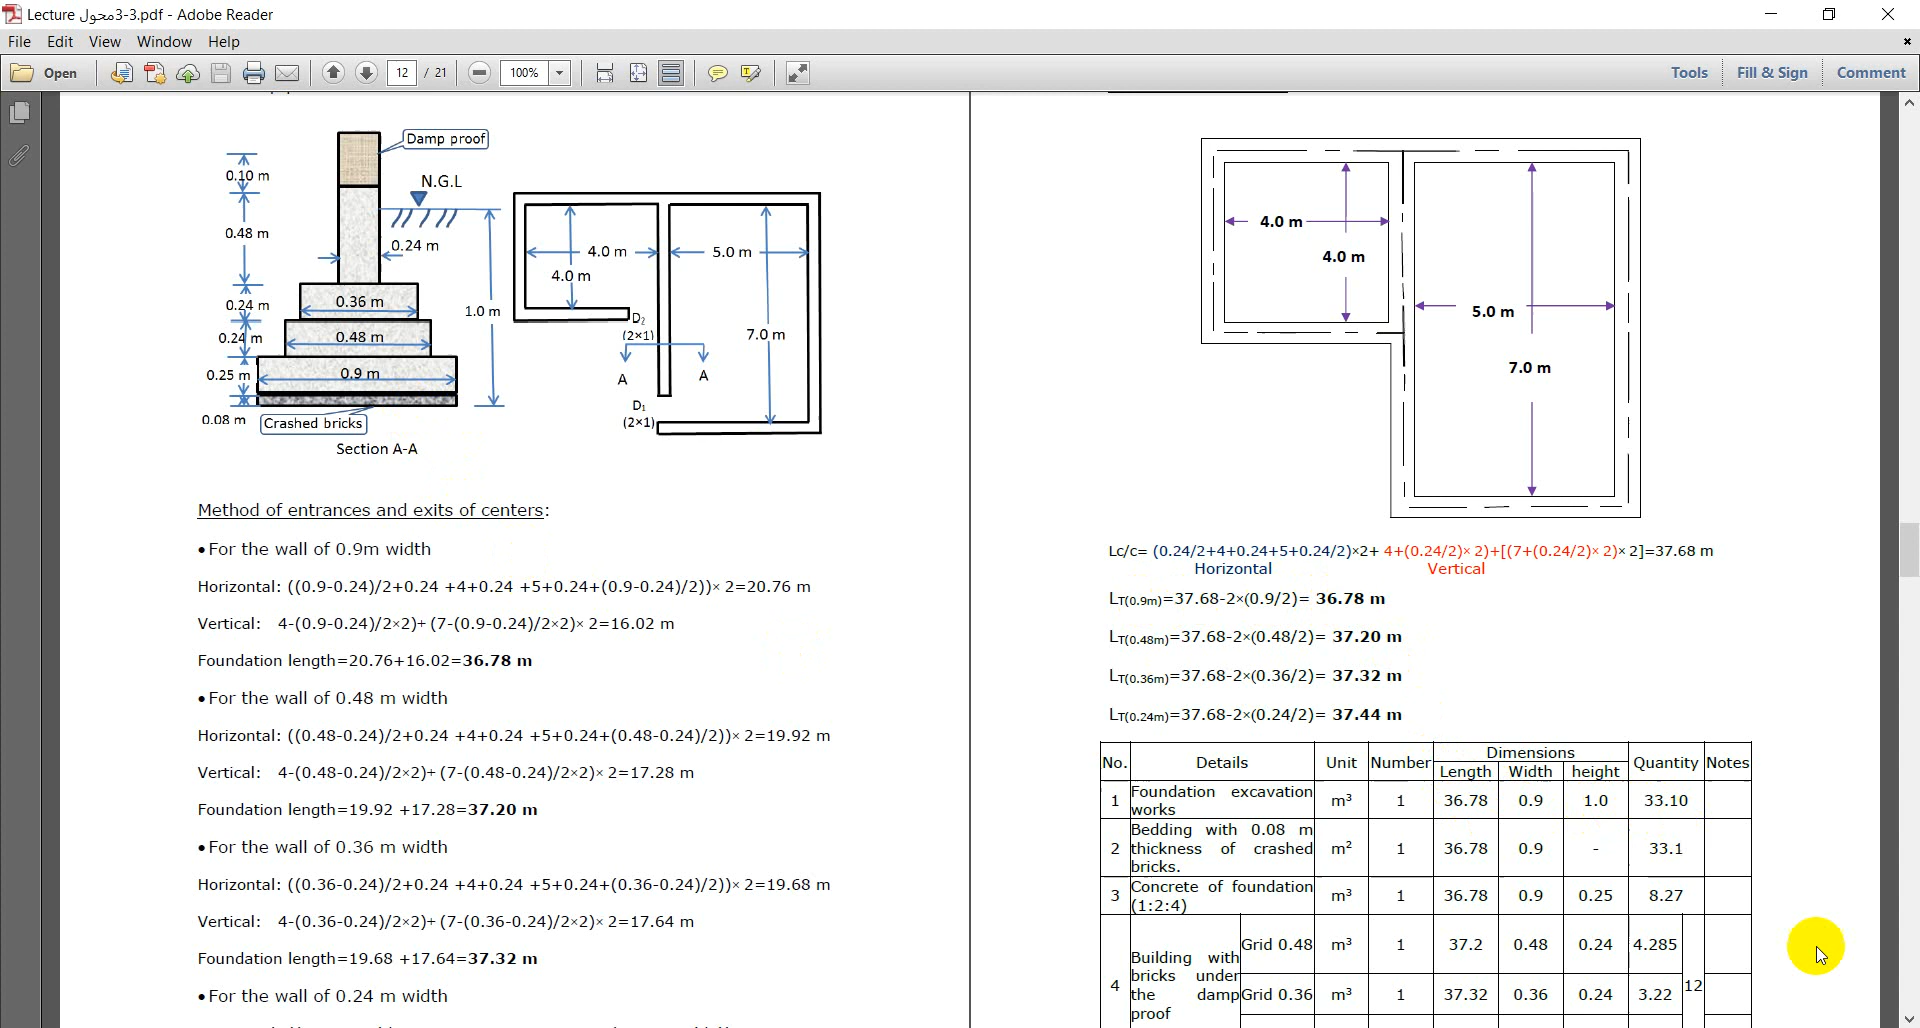 Lecture محول3-3.pdf - Adobe Reader
File Edit View Window Help
Open 12 / 21 100% Tools Fill & Sign Comment
Damp proof
0.10 m
N.G.L
0.48 m
0.24 m
0.24 m
0.36 m
1.0 m
0.24 m
0.48 m
0.25 m
0.9 m
0.08 m
Crashed bricks
Section A-A
4.0 m
5.0 m
4.0 m
D₂
(2×1)
7.0 m
A
A
D₁
(2×1)
Method of entrances and exits of centers:
• For the wall of 0.9m width
Horizontal: ((0.9-0.24)/2+0.24 +4+0.24 +5+0.24+(0.9-0.24)/2))× 2=20.76 m
Vertical: 4-(0.9-0.24)/2×2)+ (7-(0.9-0.24)/2×2)× 2=16.02 m
Foundation length=20.76+16.02=36.78 m
• For the wall of 0.48 m width
Horizontal: ((0.48-0.24)/2+0.24 +4+0.24 +5+0.24+(0.48-0.24)/2))× 2=19.92 m
Vertical: 4-(0.48-0.24)/2×2)+ (7-(0.48-0.24)/2×2)× 2=17.28 m
Foundation length=19.92 +17.28=37.20 m
• For the wall of 0.36 m width
Horizontal: ((0.36-0.24)/2+0.24 +4+0.24 +5+0.24+(0.36-0.24)/2))× 2=19.68 m
Vertical: 4-(0.36-0.24)/2×2)+ (7-(0.36-0.24)/2×2)× 2=17.64 m
Foundation length=19.68 +17.64=37.32 m
• For the wall of 0.24 m width
4.0 m
4.0 m
5.0 m
7.0 m
Lc/c= (0.24/2+4+0.24+5+0.24/2)×2+ 4+(0.24/2)× 2)+[(7+(0.24/2)× 2)× 2]=37.68 m
Horizontal Vertical
LT(0.9m)=37.68-2×(0.9/2)= 36.78 m
LT(0.48m)=37.68-2×(0.48/2)= 37.20 m
LT(0.36m)=37.68-2×(0.36/2)= 37.32 m
LT(0.24m)=37.68-2×(0.24/2)= 37.44 m
No. Details Unit Number Dimensions Quantity Notes
Length Width height
1 Foundation excavation works m³ 1 36.78 0.9 1.0 33.10
2 Bedding with 0.08 m thickness of crashed bricks. m² 1 36.78 0.9 - 33.1
3 Concrete of foundation (1:2:4) m³ 1 36.78 0.9 0.25 8.27
4 Building with bricks under the damp proof Grid 0.48 m³ 1 37.2 0.48 0.24 4.285 12
Grid 0.36 m³ 1 37.32 0.36 0.24 3.22